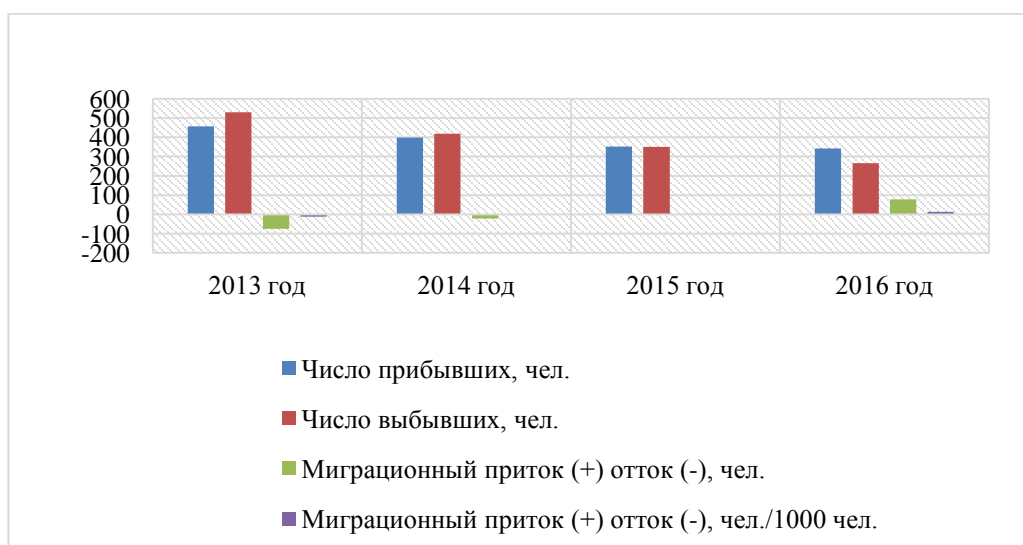 600
500
400
300
200
100
0
-100
-200
2013 год 2014 год 2015 год 2016 год
Число прибывших, чел.
Число выбывших, чел.
Миграционный приток (+) отток (-), чел.
Миграционный приток (+) отток (-), чел./1000 чел.